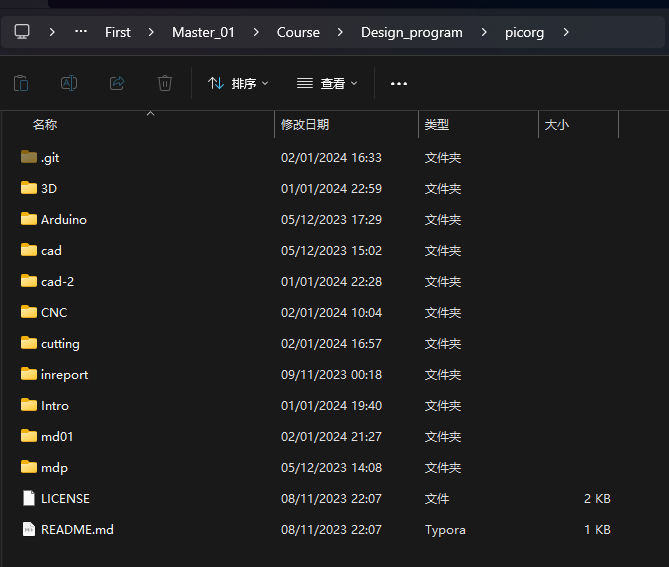 ··· First Master_01 Course Design_program picorg
排序 查看 ···
名称 修改日期 类型 大小
.git 02/01/2024 16:33 文件夹
3D 01/01/2024 22:59 文件夹
Arduino 05/12/2023 17:29 文件夹
cad 05/12/2023 15:02 文件夹
cad-2 01/01/2024 22:28 文件夹
CNC 02/01/2024 10:04 文件夹
cutting 02/01/2024 16:57 文件夹
inreport 09/11/2023 00:18 文件夹
Intro 01/01/2024 19:40 文件夹
md01 02/01/2024 21:27 文件夹
mdp 05/12/2023 14:08 文件夹
LICENSE 08/11/2023 22:07 文件 2 KB
README.md 08/11/2023 22:07 Typora 1 KB